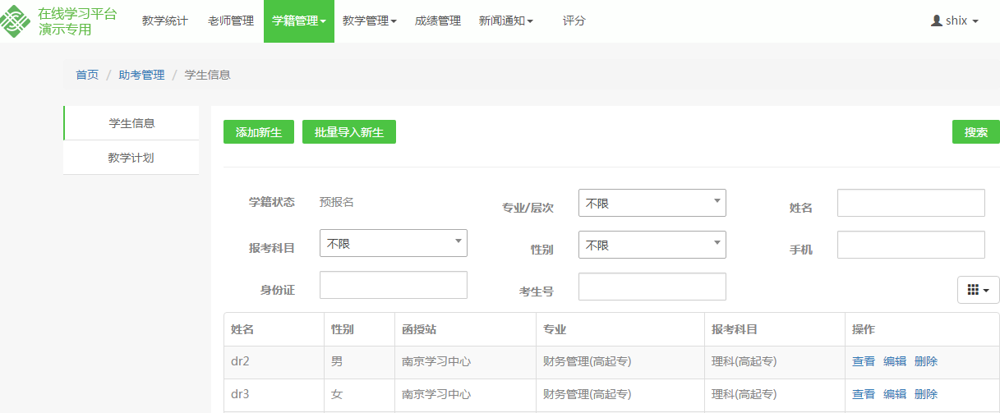 在线学习平台
演示专用
教学统计 老师管理 学籍管理 教学管理 成绩管理 新闻通知 评分 shix
首页 / 助考管理 / 学生信息
学生信息
教学计划
添加新生 批量导入新生 搜索
学籍状态 预报名 专业/层次 不限 姓名
报考科目 不限 性别 不限 手机
身份证 考生号
姓名 性别 函授站 专业 报考科目 操作
dr2 男 南京学习中心 财务管理(高起专) 理科(高起专) 查看 编辑 删除
dr3 女 南京学习中心 财务管理(高起专) 理科(高起专) 查看 编辑 删除